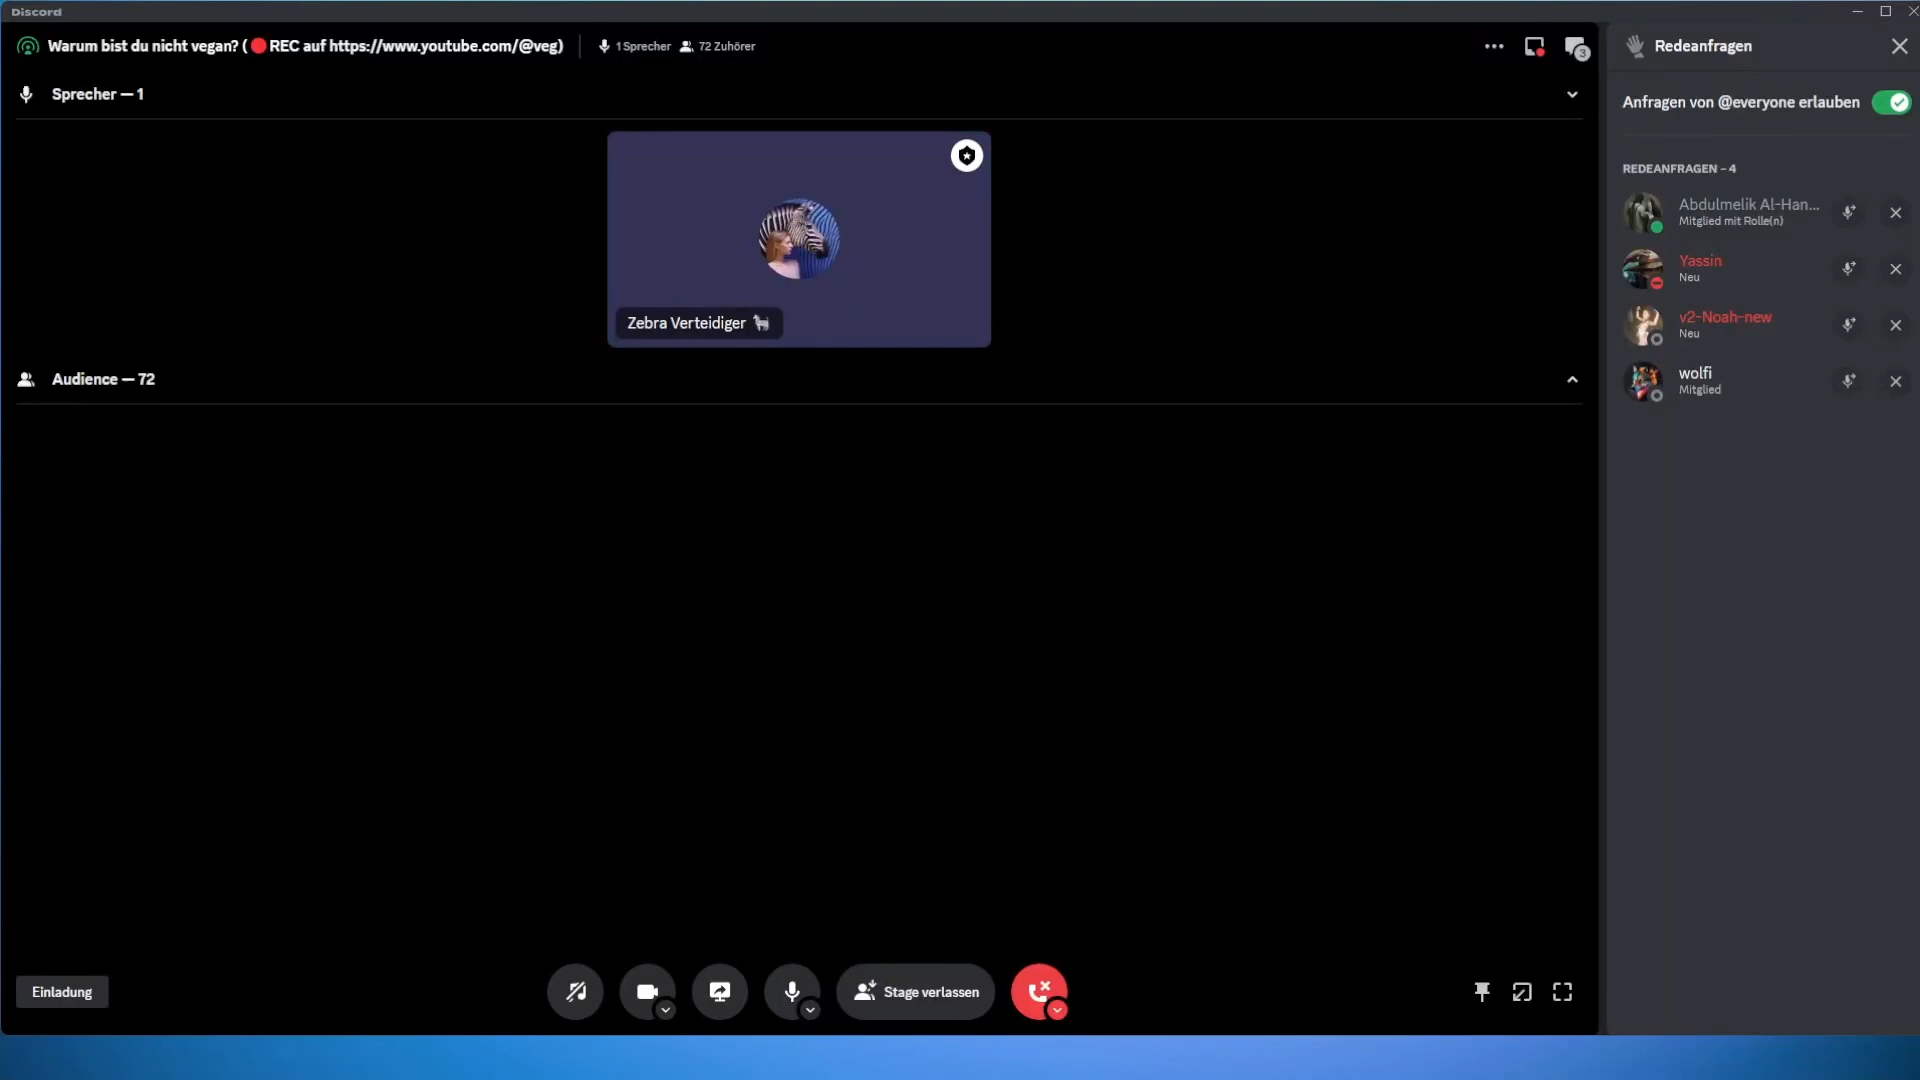 Discord
Warum bist du nicht vegan? ( 🔴 REC auf https://www.youtube.com/@veg)
1 Sprecher 72 Zuhörer
3
Sprecher — 1
Zebra Verteidiger 🦙
Audience — 72
Einladung
Stage verlassen
Redeanfragen
Anfragen von @everyone erlauben
REDEANFRAGEN – 4
Abdulmelik Al-Han...
Mitglied mit Rolle(n)
Yassin
Neu
v2-Noah-new
Neu
wolfi
Mitglied